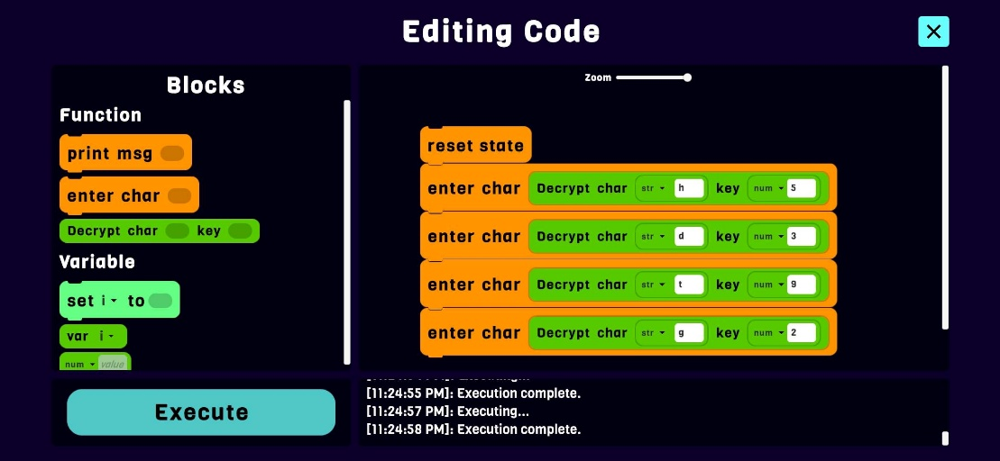 Editing Code
Blocks
Function
print msg
enter char
Decrypt char key
Variable
set i to
var i
num value
Execute
Zoom
reset state
enter char Decrypt char str h key num 5
enter char Decrypt char str d key num 3
enter char Decrypt char str t key num 9
enter char Decrypt char str g key num 2
[11:24:55 PM]: Execution complete.
[11:24:57 PM]: Executing...
[11:24:58 PM]: Execution complete.